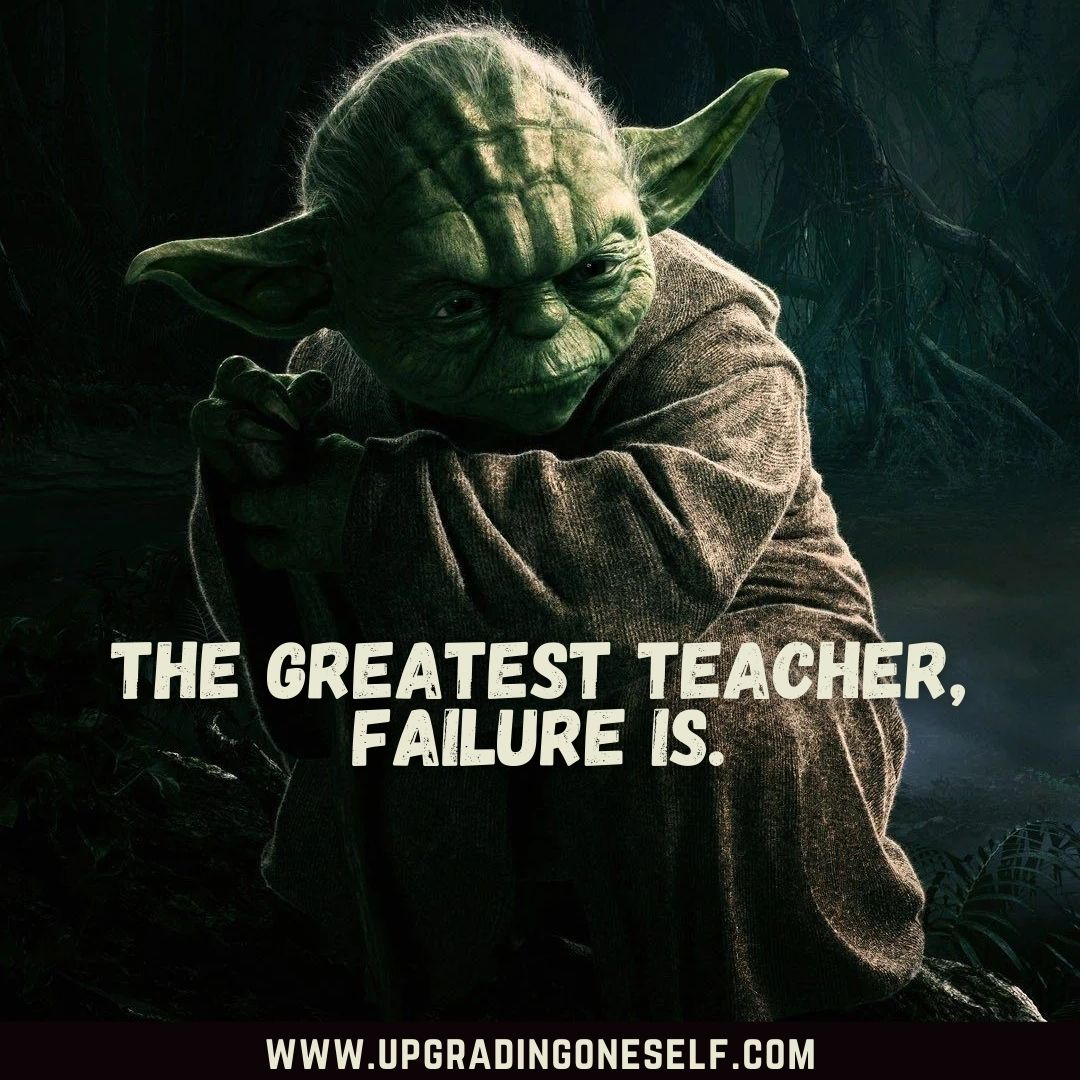 THE GREATEST TEACHER,
FAILURE IS.
WWW.UPGRADINGONESELF.COM